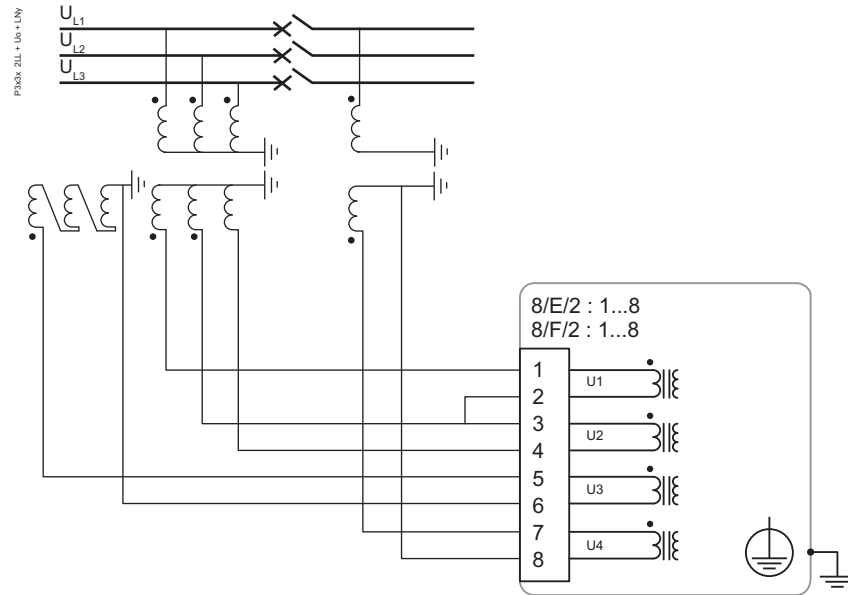 P3x3x 2LL + Uo + LNy
UL1
UL2
UL3
8/E/2 : 1...8
8/F/2 : 1...8
1
U1
2
3
U2
4
5
U3
6
7
U4
8